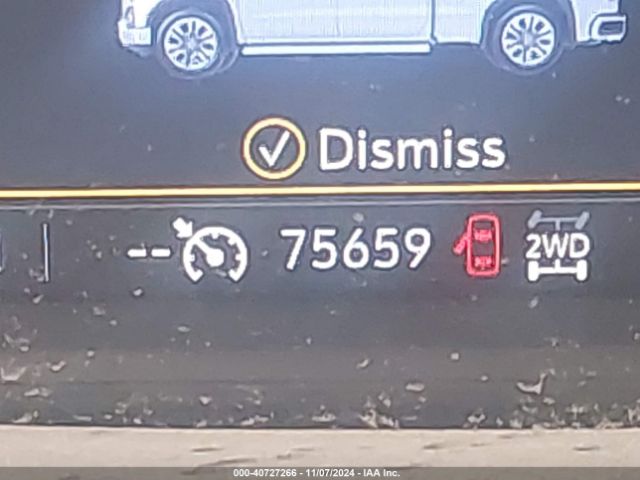 Dismiss
-- 75659 2WD
000-40727266 - 11/07/2024 - IAA Inc.